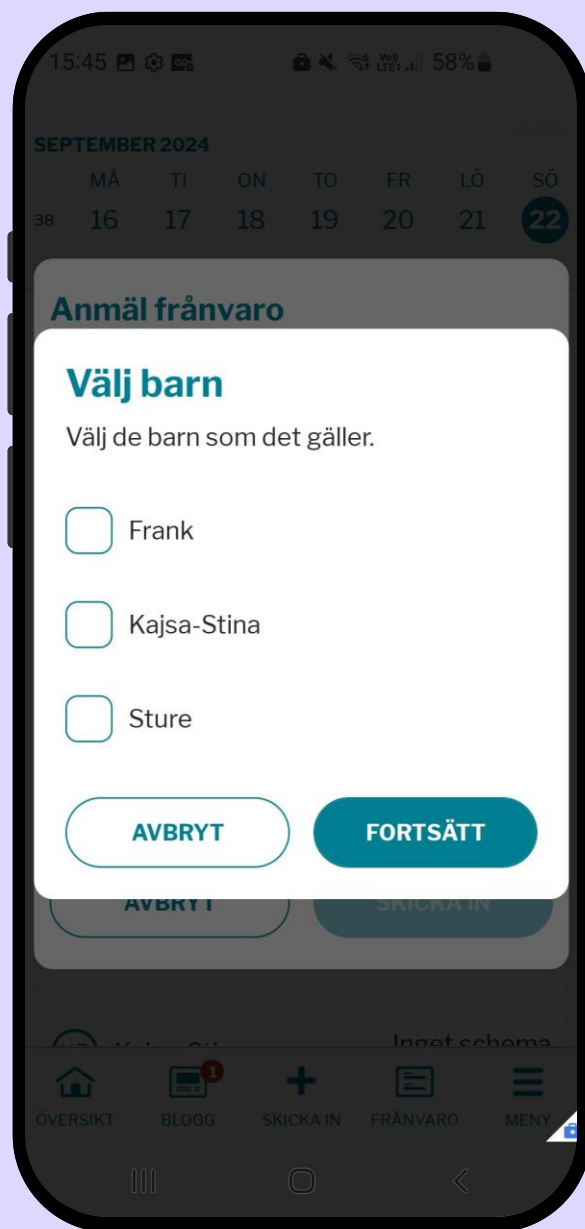 15:45 58%
SEPTEMBER 2024
MÅ TI ON TO FR LÖ SÖ
38 16 17 18 19 20 21 22
Anmäl frånvaro
Välj barn
Välj de barn som det gäller.
Frank
Kajsa-Stina
Sture
AVBRYT FORTSÄTT
AVBRYT SKICKA IN
Inget schema
1
ÖVERSIKT BLOGG SKICKA IN FRÅNVARO MENY